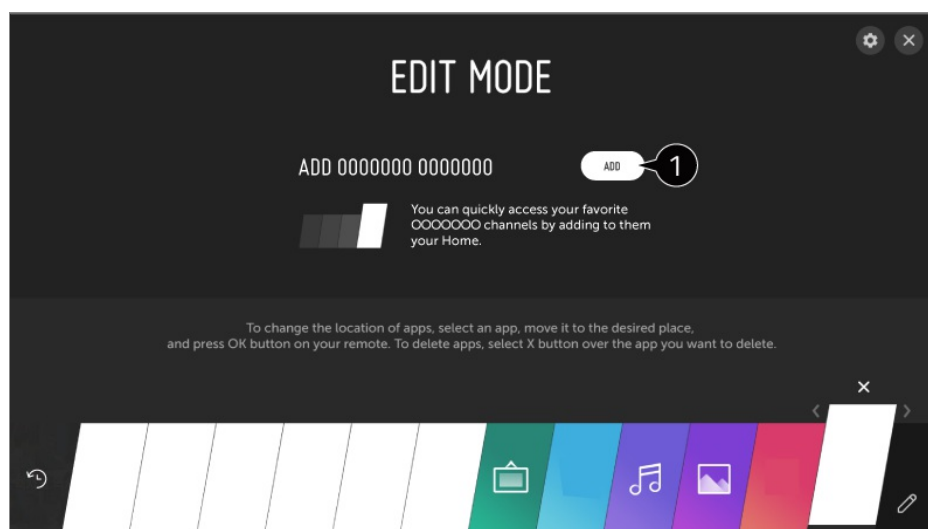 EDIT MODE
ADD OOOOOOO OOOOOOO
ADD
1
You can quickly access your favorite
OOOOOOO channels by adding to them
your Home.
To change the location of apps, select an app, move it to the desired place,
and press OK button on your remote. To delete apps, select X button over the app you want to delete.